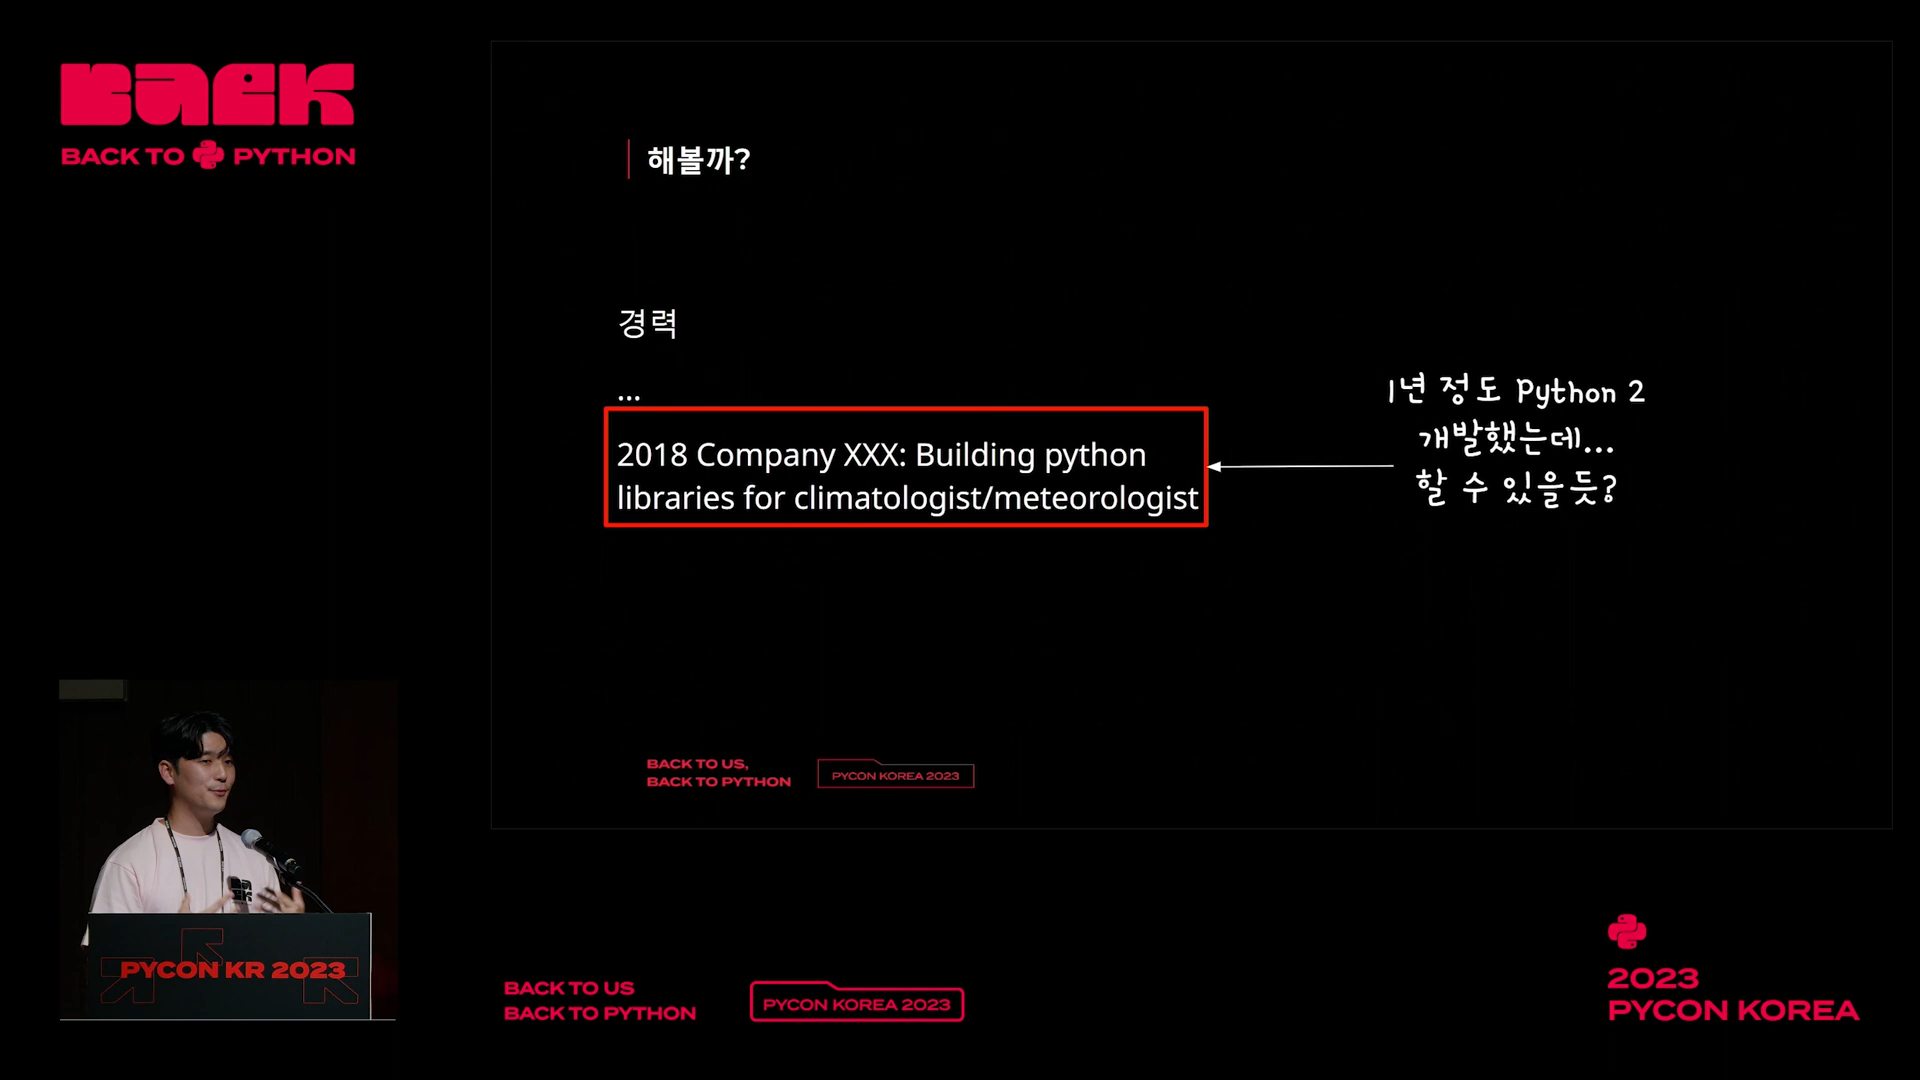 BACK
BACK TO PYTHON
해볼까?
경력
...
2018 Company XXX: Building python
libraries for climatologist/meteorologist
1년 정도 Python 2
개발했는데...
할 수 있을듯?
BACK TO US,
BACK TO PYTHON
PYCON KOREA 2023
PYCON KR 2023
BACK TO US
BACK TO PYTHON
PYCON KOREA 2023
2023
PYCON KOREA